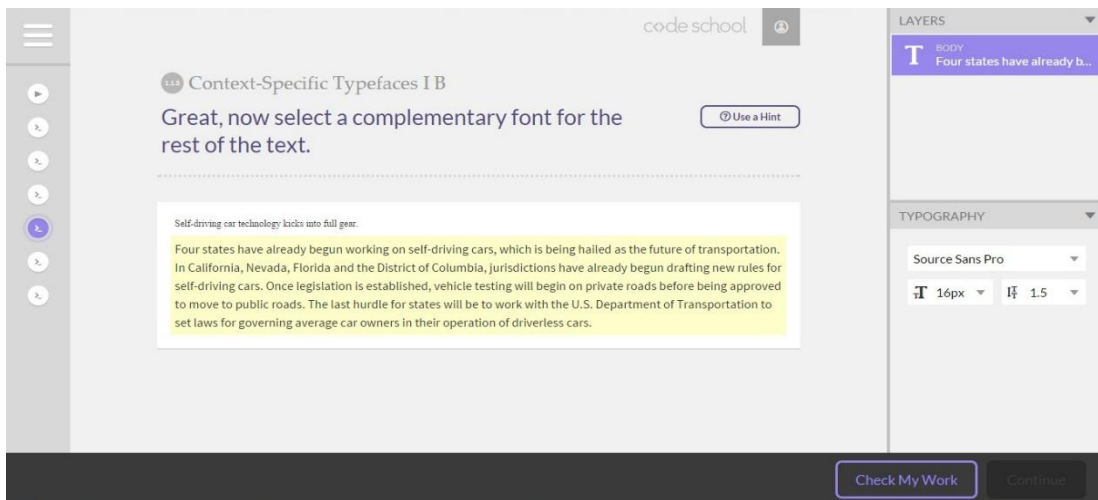 code school
1.1.5 Context-Specific Typefaces I B
Great, now select a complementary font for the
rest of the text.
Use a Hint
Self-driving car technology kicks into full gear.
Four states have already begun working on self-driving cars, which is being hailed as the future of transportation.
In California, Nevada, Florida and the District of Columbia, jurisdictions have already begun drafting new rules for
self-driving cars. Once legislation is established, vehicle testing will begin on private roads before being approved
to move to public roads. The last hurdle for states will be to work with the U.S. Department of Transportation to
set laws for governing average car owners in their operation of driverless cars.
LAYERS
BODY
Four states have already b...
TYPOGRAPHY
Source Sans Pro
16px 1.5
Check My Work
Continue